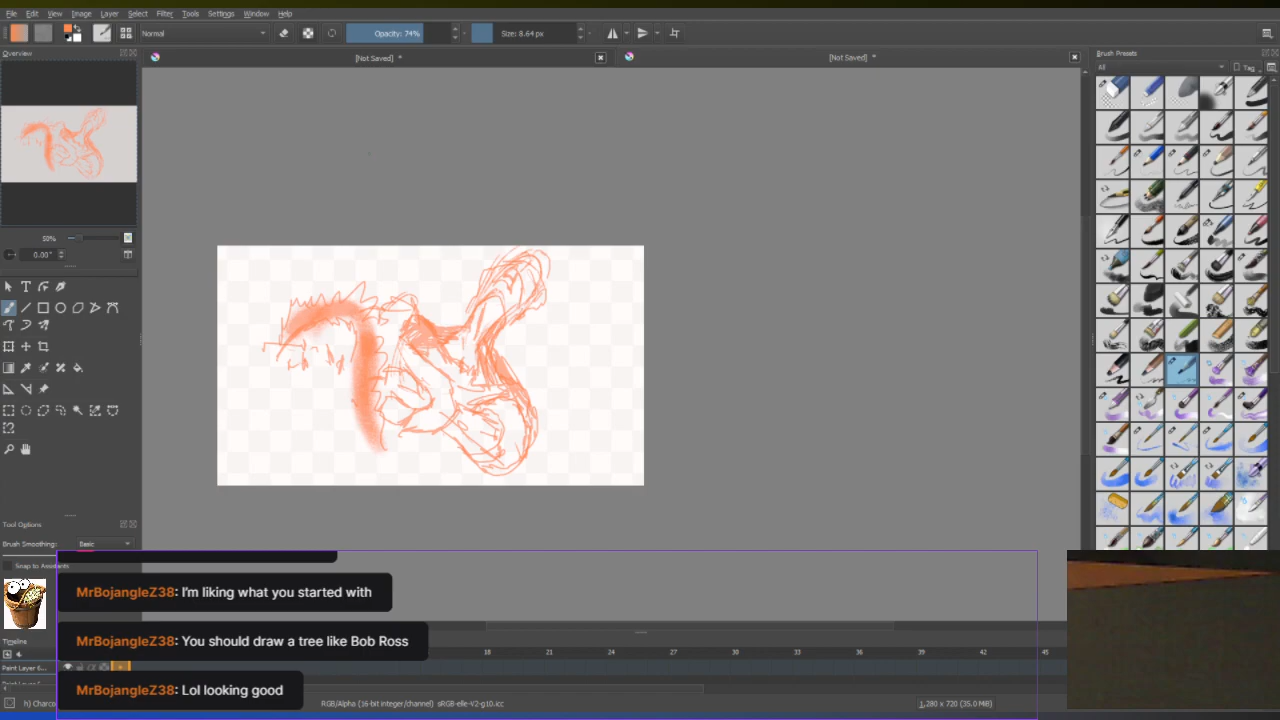 File Edit View Image Layer Select Filter Tools Settings Window Help
Normal Opacity: 74% Size: 8.64 px
Overview
[Not Saved] *
[Not Saved] *
Brush Presets
All Tag
50%
0.00°
Tool Options
Brush Smoothing: Basic
Snap to Assistants
MrBojangleZ38: I'm liking what you started with
MrBojangleZ38: You should draw a tree like Bob Ross
MrBojangleZ38: Lol looking good
Timeline
18 21 24 27 30 33 36 39 42 45
Paint Layer 6...
h) Charco
RGB/Alpha (16-bit integer/channel) sRGB-elle-V2-g10.icc
1,280 x 720 (35.0 MiB)